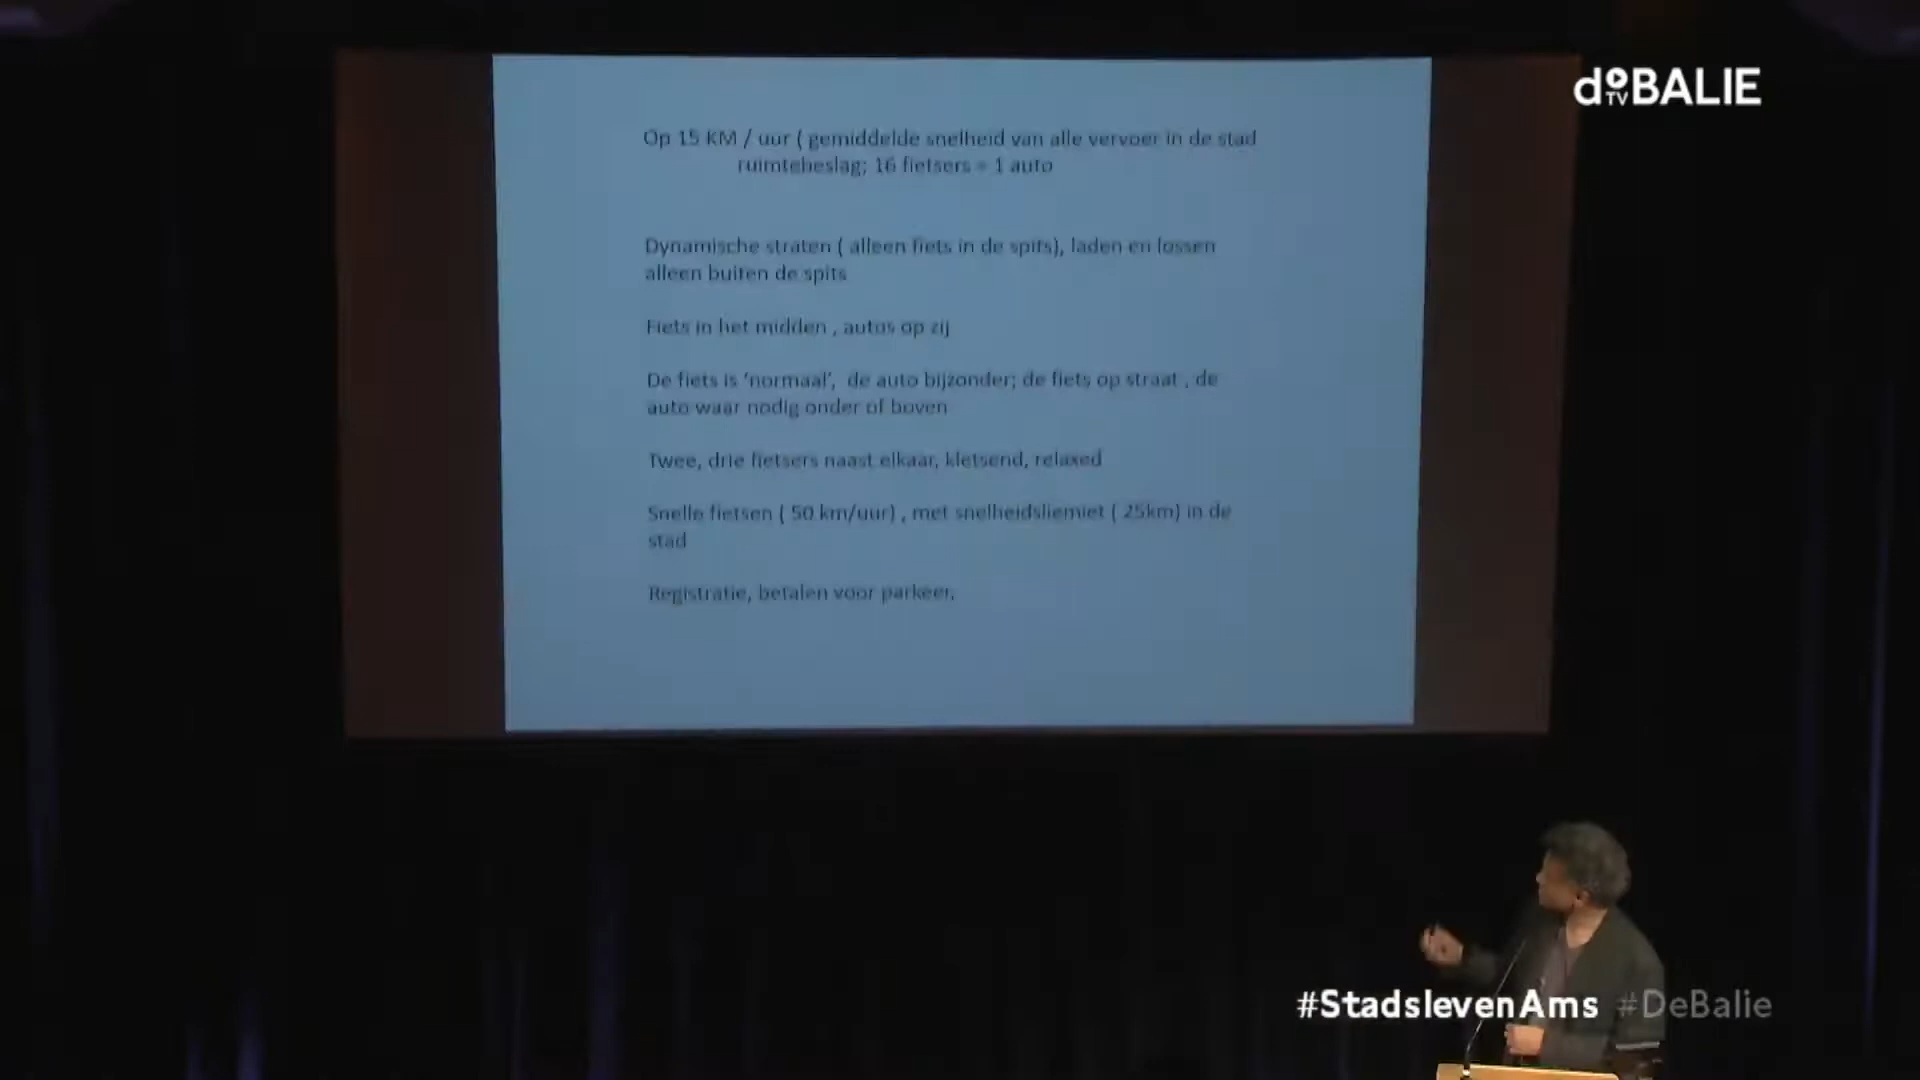 doTVBALIE
Op 15 KM / uur ( gemiddelde snelheid van alle vervoer in de stad
ruimtebeslag; 16 fietsers = 1 auto
Dynamische straten ( alleen fiets in de spits), laden en lossen
alleen buiten de spits
Fiets in het midden , autos op zij
De fiets is ‘normaal’, de auto bijzonder; de fiets op straat , de
auto waar nodig onder of boven
Twee, drie fietsers naast elkaar, kletsend, relaxed
Snelle fietsen ( 50 km/uur) , met snelheidsliemiet ( 25km) in de
stad
Registratie, betalen voor parkeer,
#StadslevenAms #DeBalie